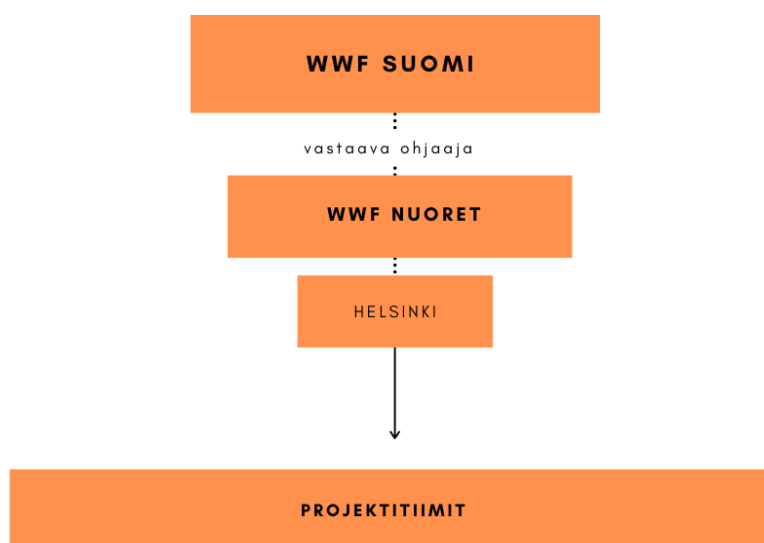 WWF SUOMI
vastaava ohjaaja
WWF NUORET
HELSINKI
PROJEKTITIIMIT